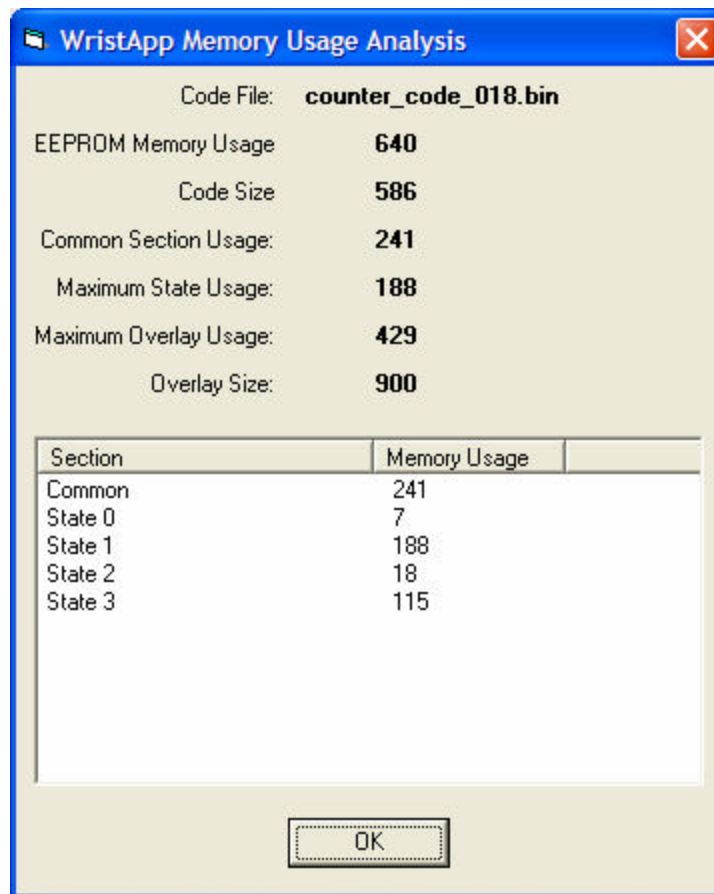 WristApp Memory Usage Analysis
Code File: counter_code_018.bin
EEPROM Memory Usage 640
Code Size 586
Common Section Usage: 241
Maximum State Usage: 188
Maximum Overlay Usage: 429
Overlay Size: 900
Section Memory Usage
Common 241
State 0 7
State 1 188
State 2 18
State 3 115
OK